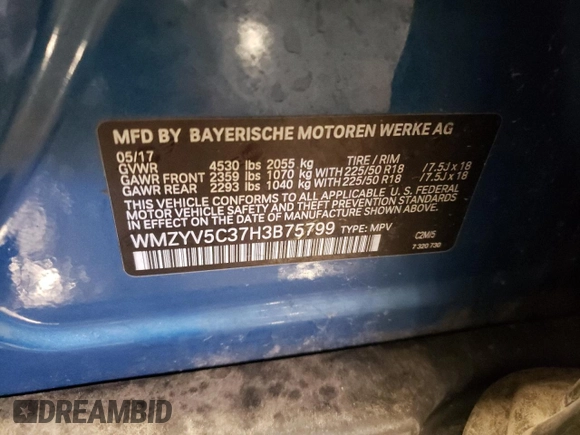 MFD BY BAYERISCHE MOTOREN WERKE AG
05/17
GVWR 4530 lbs 2055 kg TIRE / RIM
GAWR FRONT 2359 lbs 1070 kg WITH 225/50 R18 /7.5J x 18
GAWR REAR 2293 lbs 1040 kg WITH 225/50 R18 /7.5J x 18
THIS VEHICLE CONFORMS TO ALL APPLICABLE U.S. FEDERAL
MOTOR VEHICLE SAFETY AND THEFT PREVENTION STANDARDS
IN EFFECT ON THE DATE OF MANUFACTURE SHOWN ABOVE.
WMZYV5C37H3B75799 TYPE: MPV
C2MI5
7 320 730
DREAMBID